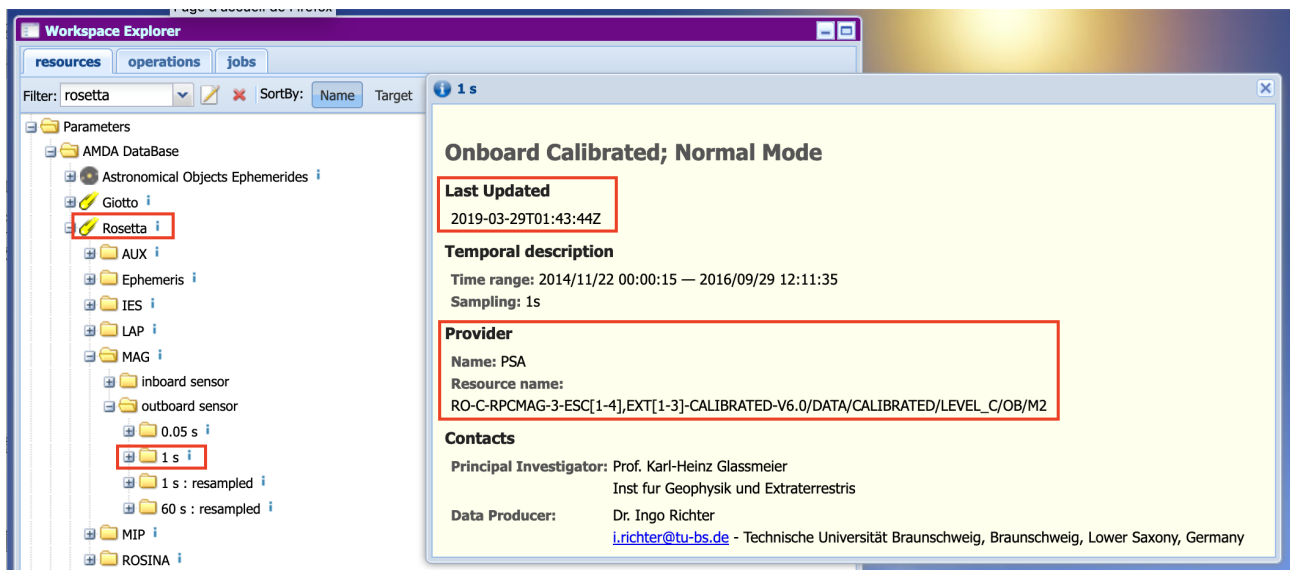 Page d'accueil de Firefox
Workspace Explorer
resources operations jobs
Filter: rosetta SortBy: Name Target
Parameters
AMDA DataBase
Astronomical Objects Ephemerides
Giotto
Rosetta
AUX
Ephemeris
IES
LAP
MAG
inboard sensor
outboard sensor
0.05 s
1 s
1 s : resampled
60 s : resampled
MIP
ROSINA
1 s
Onboard Calibrated; Normal Mode
Last Updated
2019-03-29T01:43:44Z
Temporal description
Time range: 2014/11/22 00:00:15 — 2016/09/29 12:11:35
Sampling: 1s
Provider
Name: PSA
Resource name:
RO-C-RPCMAG-3-ESC[1-4],EXT[1-3]-CALIBRATED-V6.0/DATA/CALIBRATED/LEVEL_C/OB/M2
Contacts
Principal Investigator: Prof. Karl-Heinz Glassmeier
Inst fur Geophysik und Extraterrestris
Data Producer: Dr. Ingo Richter
i.richter@tu-bs.de - Technische Universität Braunschweig, Braunschweig, Lower Saxony, Germany